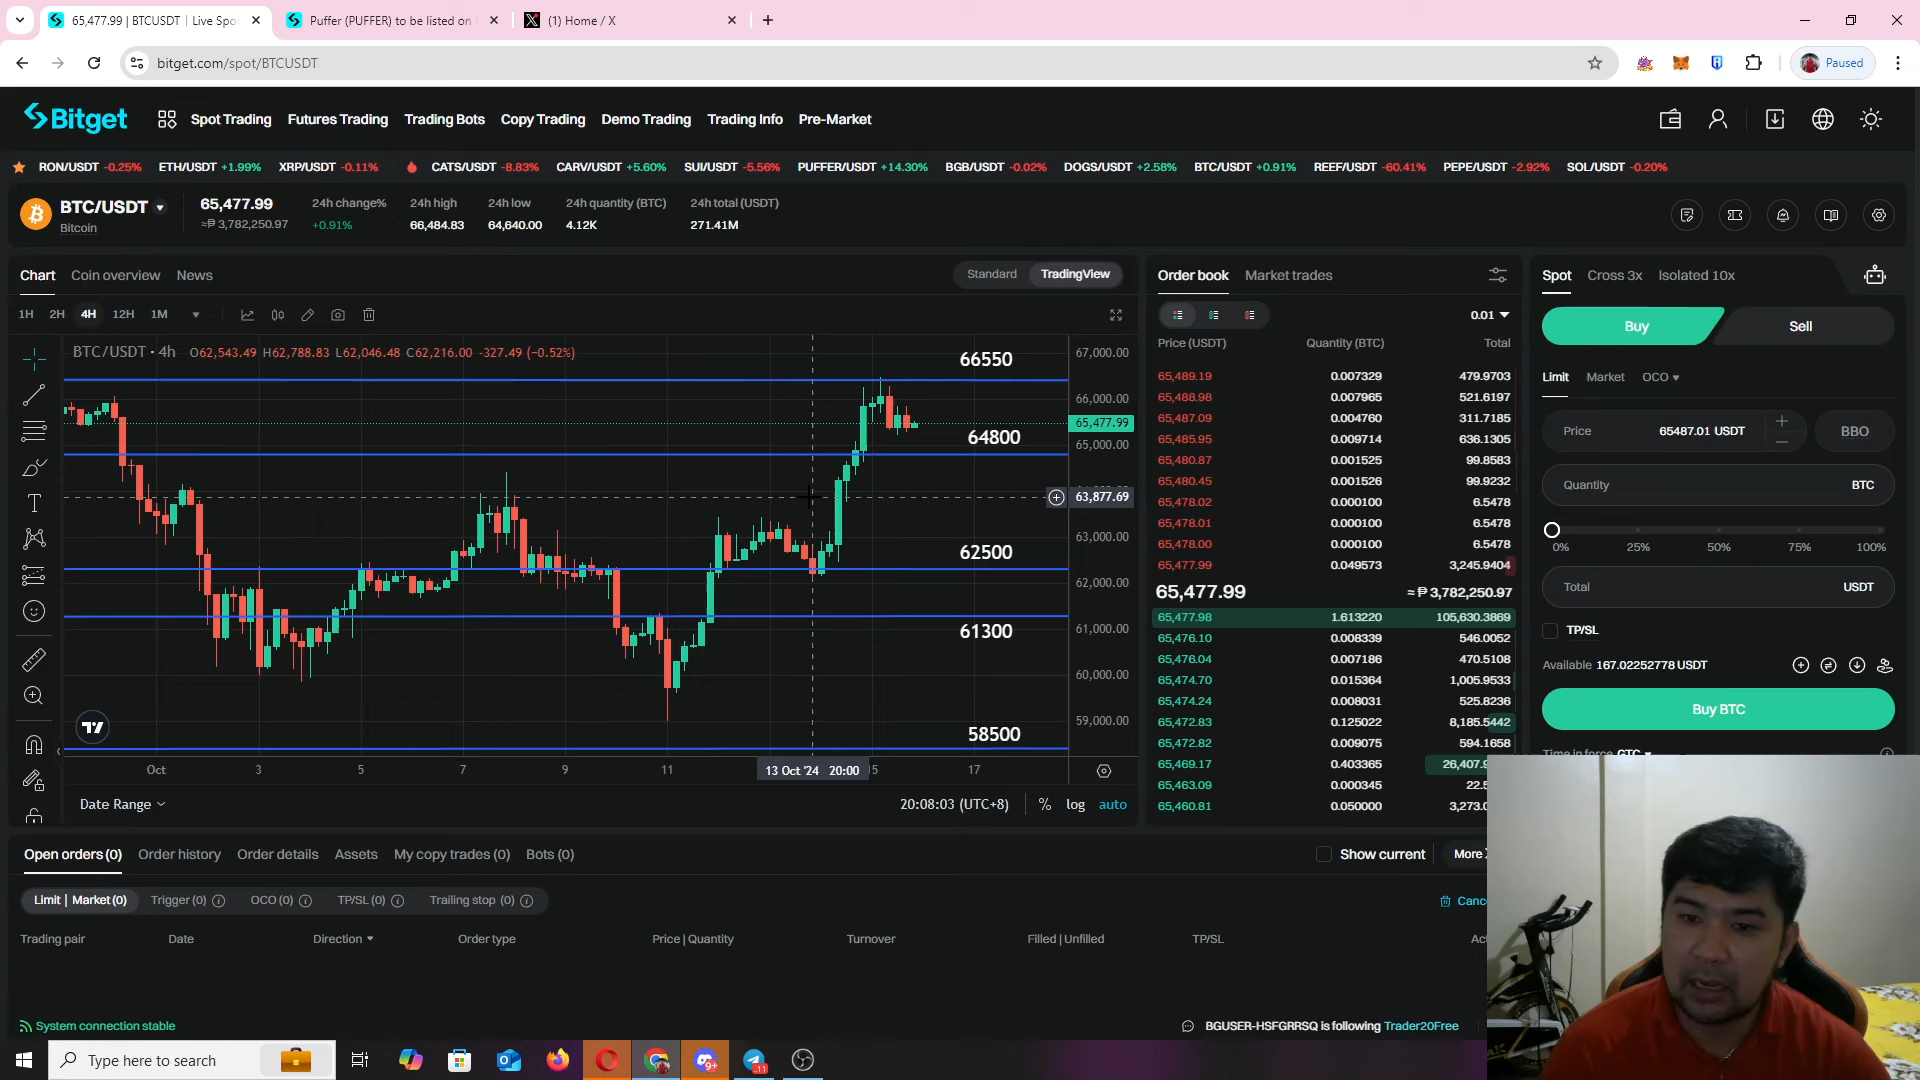 65,477.99 | BTCUSDT | Live Spo
Puffer (PUFFER) to be listed on
(1) Home / X
bitget.com/spot/BTCUSDT
Paused
Bitget
Spot Trading Futures Trading Trading Bots Copy Trading Demo Trading Trading Info Pre-Market
RON/USDT -0.25% ETH/USDT +1.99% XRP/USDT -0.11% CATS/USDT -8.83% CARV/USDT +5.60% SUI/USDT -5.56% PUFFER/USDT +14.30% BGB/USDT -0.02% DOGS/USDT +2.58% BTC/USDT +0.91% REEF/USDT -60.41% PEPE/USDT -2.92% SOL/USDT -0.20%
BTC/USDT 65,477.99 24h change% 24h high 24h low 24h quantity (BTC) 24h total (USDT)
Bitcoin ≈₱ 3,782,250.97 +0.91% 66,484.83 64,640.00 4.12K 271.41M
Chart Coin overview News Standard TradingView
1H 2H 4H 12H 1M
BTC/USDT · 4h O62,543.49 H62,788.83 L62,046.48 C62,216.00 -327.49 (-0.52%)
66550
64800
62500
61300
58500
67,000.00
66,000.00
65,477.99
65,000.00
63,877.69
63,000.00
62,000.00
61,000.00
60,000.00
59,000.00
Oct 3 5 7 9 11 13 Oct '24 20:00 5 17
Date Range 20:08:03 (UTC+8) % log auto
Order book Market trades
0.01
Price (USDT) Quantity (BTC) Total
65,489.19 0.007329 479.9703
65,488.98 0.007965 521.6197
65,487.09 0.004760 311.7185
65,485.95 0.009714 636.1305
65,480.87 0.001525 99.8583
65,480.45 0.001526 99.9232
65,478.02 0.000100 6.5478
65,478.01 0.000100 6.5478
65,478.00 0.000100 6.5478
65,477.99 0.049573 3,245.9404
65,477.99 ≈ ₱ 3,782,250.97
65,477.98 1.613220 105,630.3869
65,476.10 0.008339 546.0052
65,476.04 0.007186 470.5108
65,474.70 0.015364 1,005.9533
65,474.24 0.008031 525.8236
65,472.83 0.125022 8,185.5442
65,472.82 0.009075 594.1658
65,469.17 0.403365 26,407.
65,463.09 0.000345 22.5
65,460.81 0.050000 3,273.0
Spot Cross 3x Isolated 10x
Buy Sell
Limit Market OCO
Price 65487.01 USDT BBO
Quantity BTC
0% 25% 50% 75% 100%
Total USDT
TP/SL
Available 167.02252778 USDT
Buy BTC
Time in force GTC
Open orders (0) Order history Order details Assets My copy trades (0) Bots (0) Show current More
Limit | Market (0) Trigger (0) OCO (0) TP/SL (0) Trailing stop (0) Canc
Trading pair Date Direction Order type Price | Quantity Turnover Filled | Unfilled TP/SL Act
System connection stable
BGUSER-HSFGRRSQ is following Trader20Free
Type here to search
9+
11